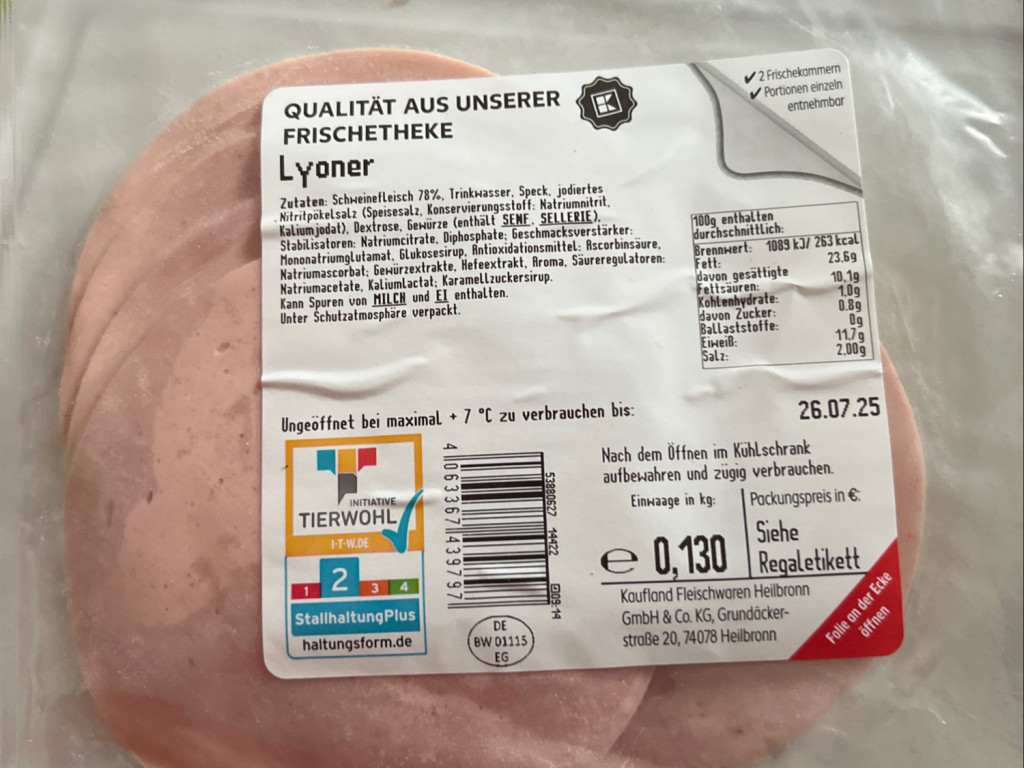 QUALITÄT AUS UNSERER
FRISCHETHEKE
K
✓ 2 Frischekammern
✓ Portionen einzeln
entnehmbar
Lyoner
Zutaten: Schweinefleisch 78%, Trinkwasser, Speck, jodiertes
Nitritpökelsalz (Speisesalz, Konservierungsstoff: Natriumnitrit,
Kaliumjodat), Dextrose, Gewürze (enthält SENF, SELLERIE),
Stabilisatoren: Natriumcitrate, Diphosphate; Geschmacksverstärker:
Mononatriumglutamat, Glukosesirup, Antioxidationsmittel: Ascorbinsäure,
Natriumascorbat; Gewürzextrakte, Hefeextrakt, Aroma, Säureregulatoren:
Natriumacetate, Kaliumlactat; Karamellzuckersirup.
Kann Spuren von MILCH und EI enthalten.
Unter Schutzatmosphäre verpackt.
100g enthalten
durchschnittlich:
Brennwert: 1089 kJ/ 263 kcal
Fett: 23.6g
davon gesättigte
Fettsäuren: 10,1g
Kohlenhydrate: 1,0g
davon Zucker: 0.8g
Ballaststoffe: 0g
Eiweiß: 11,7g
Salz: 2,00g
Ungeöffnet bei maximal + 7 °C zu verbrauchen bis: 26.07.25
INITIATIVE
TIERWOHL
I-T-W.DE
1 2 3 4
StallhaltungPlus
haltungsform.de
4 063367 439797
53880627 14422 09:14
DE
BW 01115
EG
Nach dem Öffnen im Kühlschrank
aufbewahren und zügig verbrauchen.
Einwaage in kg: Packungspreis in €:
e 0,130 Siehe
Regaletikett
Kaufland Fleischwaren Heilbronn
GmbH & Co. KG, Grundäcker-
straße 20, 74078 Heilbronn
Folie an der Ecke
öffnen